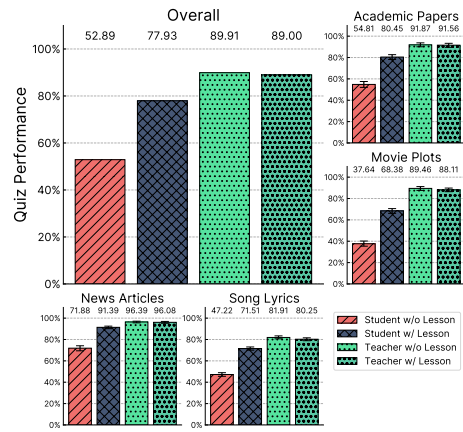 Overall
52.89 77.93 89.91 89.00
Quiz Performance
100%
80%
60%
40%
20%
0%
Academic Papers
54.81 80.45 91.87 91.56
100%
80%
60%
40%
20%
0%
Movie Plots
37.64 68.38 89.46 88.11
100%
80%
60%
40%
20%
0%
News Articles
71.88 91.39 96.39 96.08
100%
80%
60%
40%
20%
0%
Song Lyrics
47.22 71.51 81.91 80.25
100%
80%
60%
40%
20%
0%
Student w/o Lesson
Student w/ Lesson
Teacher w/o Lesson
Teacher w/ Lesson